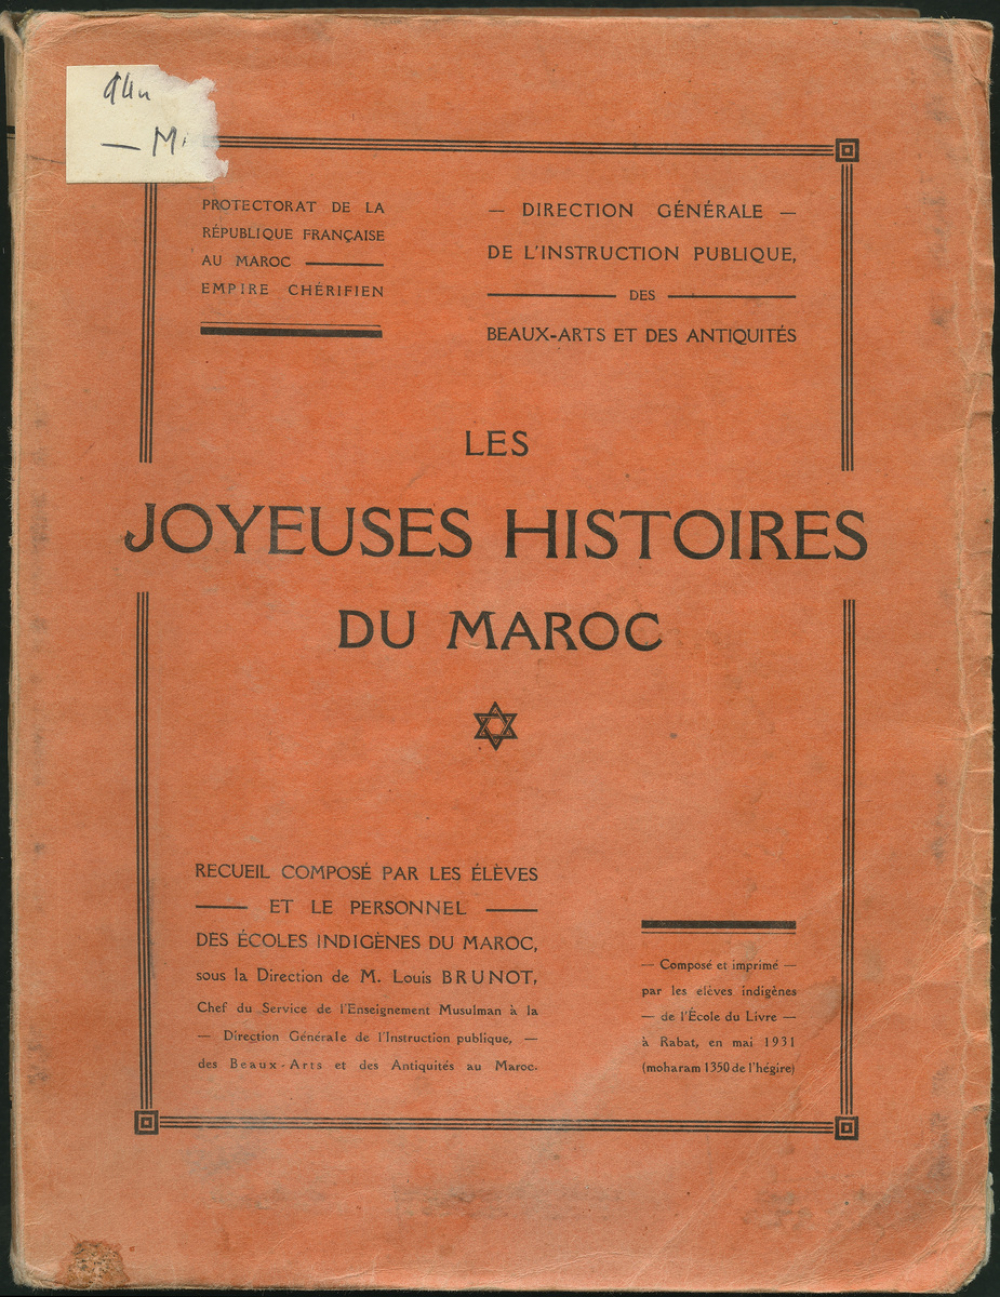 PROTECTORAT DE LA
RÉPUBLIQUE FRANÇAISE
AU MAROC
EMPIRE CHÉRIFIEN
— DIRECTION GÉNÉRALE —
DE L'INSTRUCTION PUBLIQUE,
DES
BEAUX-ARTS ET DES ANTIQUITÉS
LES
JOYEUSES HISTOIRES
DU MAROC
RECUEIL COMPOSÉ PAR LES ÉLÈVES
ET LE PERSONNEL
DES ÉCOLES INDIGÈNES DU MAROC,
sous la Direction de M. Louis BRUNOT,
Chef du Service de l'Enseignement Musulman à la
— Direction Générale de l'Instruction publique, —
des Beaux-Arts et des Antiquités au Maroc.
— Composé et imprimé —
par les elèves indigènes
— de l'École du Livre —
à Rabat, en mai 1931
(moharam 1350 de l'hégire)